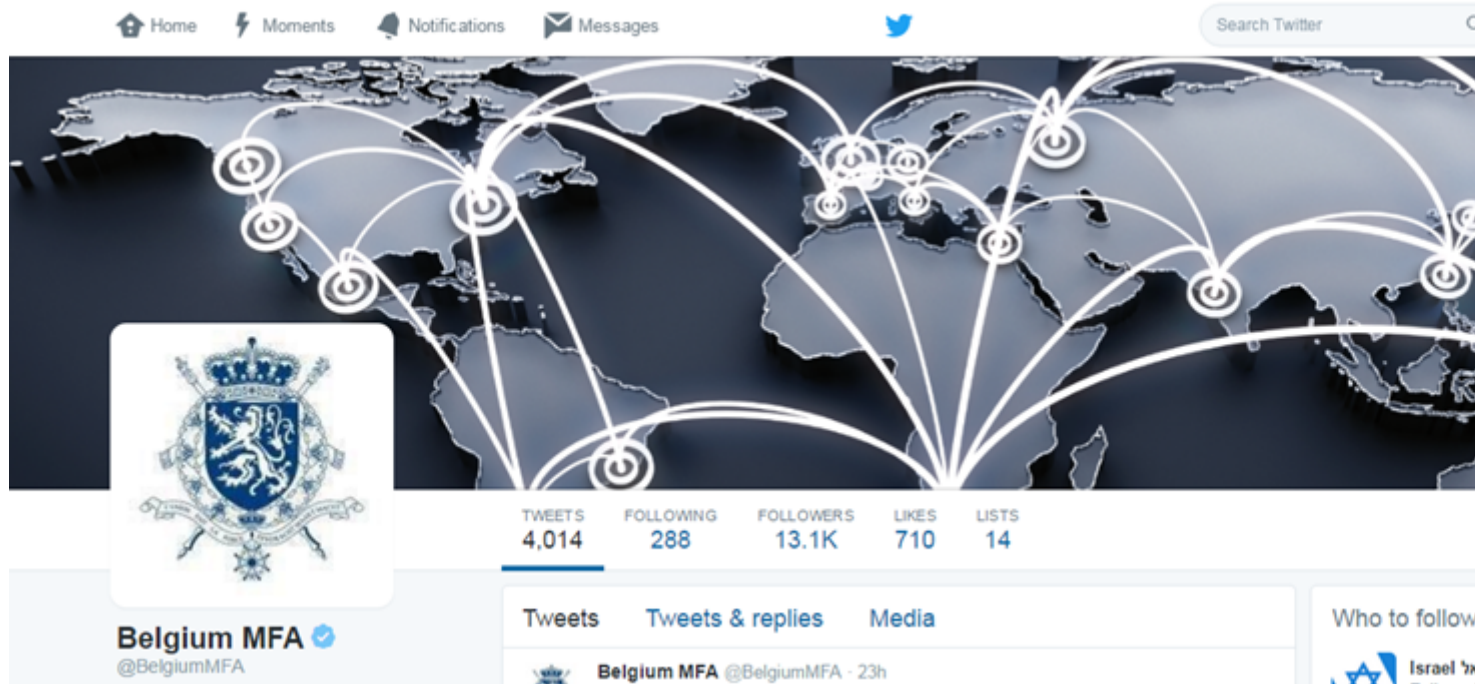 Home Moments Notifications Messages Search Twitter
TWEETS FOLLOWING FOLLOWERS LIKES LISTS
4,014 288 13.1K 710 14
Tweets Tweets & replies Media
Who to follow
Belgium MFA
@BelgiumMFA
Belgium MFA @BelgiumMFA · 23h
Israel